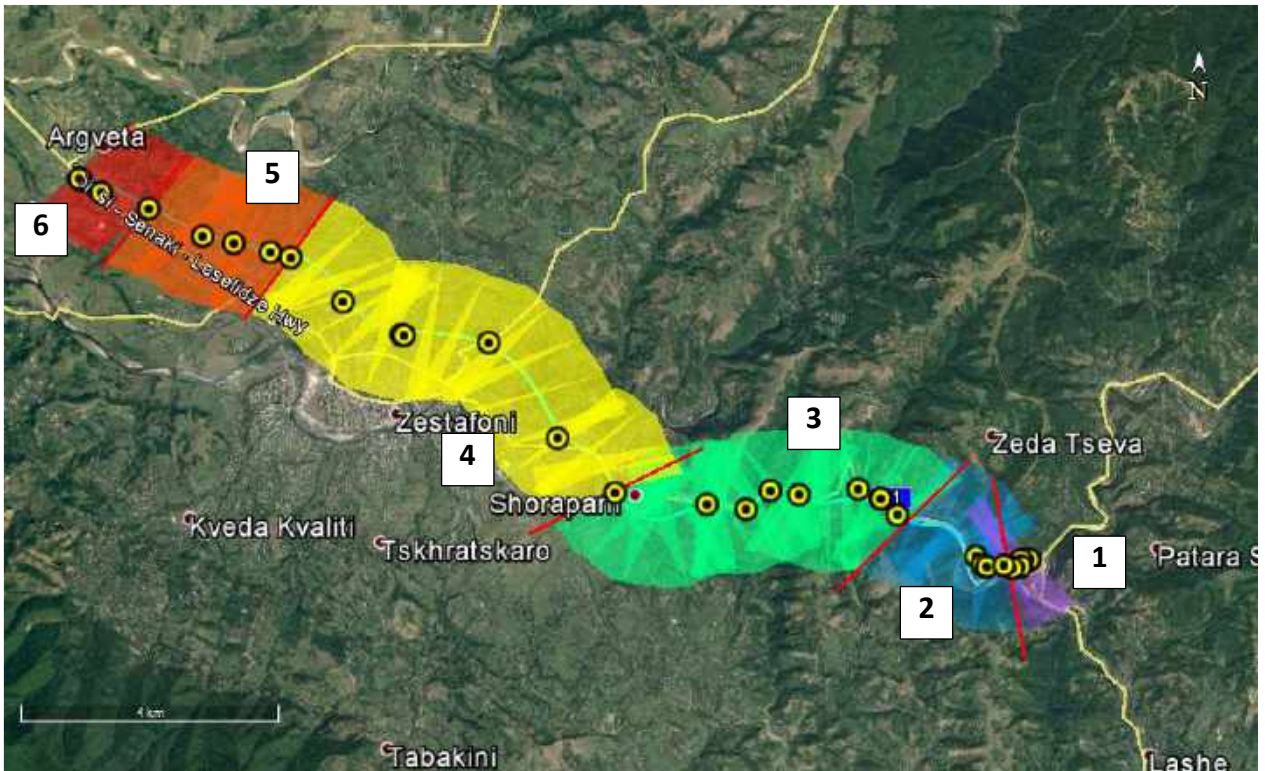 N
Argveta
5
6
- Senaki - Leselidze Hwy
3
Zestafoni
Zeda Tseva
4
Shorapani
1
Kveda Kvaliti
Tskhratskaro
1
Patara S
2
4 km
Tabakini
Lashe